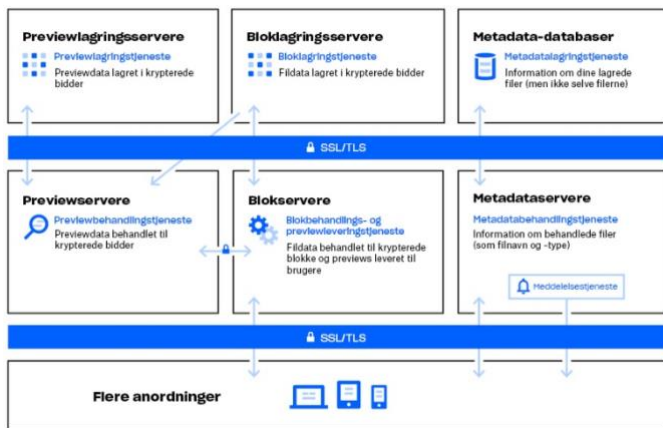 Previewlagringsservere
Previewlagringstjeneste
Previewdata lagret i krypterede
bidder
Bloklagringsservere
Bloklagringstjeneste
Fildata lagret i krypterede bidder
Metadata-databaser
Metadatalagringstjeneste
Information om dine lagrede
filer (men ikke selve filerne)
SSL/TLS
Previewservere
Previewbehandlingstjeneste
Previewdata behandlet til
krypterede bidder
Blokservere
Blokbehandlings- og
previewleveringstjeneste
Fildata behandlet til krypterede
blokke og previews leveret til
brugere
Metadataservere
Metadatabehandlingstjeneste
Information om behandlede filer
(som filnavn og -type)
Meddelelsestjeneste
SSL/TLS
Flere anordninger